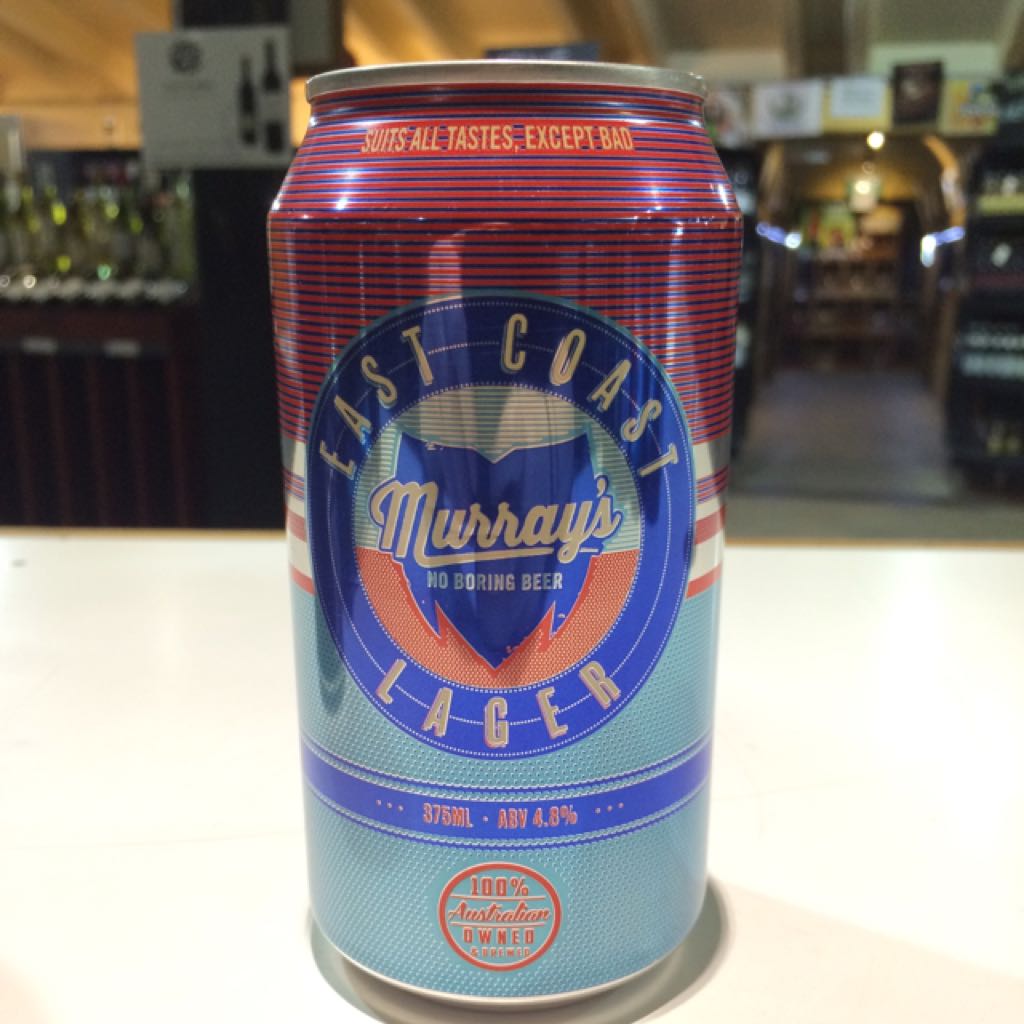 SUITS ALL TASTES, EXCEPT BAD
EAST COAST
Murray's
NO BORING BEER
LAGER
375ML · ABV 4.8%
100%
Australian
OWNED
& BREWED